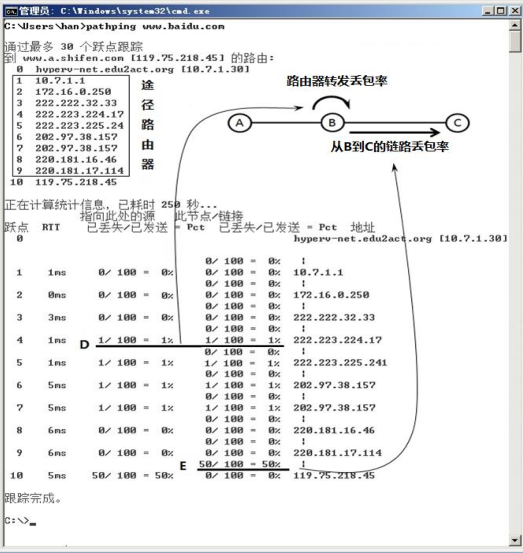 管理员: C:\Windows\system32\cmd.exe
C:\Users\han>pathping www.baidu.com
通过最多 30 个跃点跟踪
到 www.a.shifen.com [119.75.218.45] 的路由:
0 hyperv-net.edu2act.org [10.7.1.30]
1 10.7.1.1
2 172.16.0.250
3 222.222.32.33
4 222.223.224.17
5 222.223.225.24
6 202.97.38.157
7 202.97.38.157
8 220.181.16.46
9 220.181.17.114
10 119.75.218.45
途径路由器
路由器转发丢包率
A B C
从B到C的链路丢包率
正在计算统计信息，已耗时 250 秒...
指向此处的源 此节点/链接
跃点 RTT 已丢失/已发送 = Pct 已丢失/已发送 = Pct 地址
0 hyperv-net.edu2act.org [10.7.1.30]
0/ 100 = 0% |
1 1ms 0/ 100 = 0% 0/ 100 = 0% 10.7.1.1
0/ 100 = 0% |
2 0ms 0/ 100 = 0% 0/ 100 = 0% 172.16.0.250
0/ 100 = 0% |
3 3ms 0/ 100 = 0% 0/ 100 = 0% 222.222.32.33
0/ 100 = 0% |
4 1ms D 1/ 100 = 1% 1/ 100 = 1% 222.223.224.17
0/ 100 = 0% |
5 1ms 1/ 100 = 1% 1/ 100 = 1% 222.223.225.241
0/ 100 = 0% |
6 5ms 1/ 100 = 1% 1/ 100 = 1% 202.97.38.157
0/ 100 = 0% |
7 5ms 1/ 100 = 1% 1/ 100 = 1% 202.97.38.157
0/ 100 = 0% |
8 6ms 0/ 100 = 0% 0/ 100 = 0% 220.181.16.46
0/ 100 = 0% |
9 6ms 0/ 100 = 0% 0/ 100 = 0% 220.181.17.114
E 50/ 100 = 50% |
10 5ms 50/ 100 = 50% 0/ 100 = 0% 119.75.218.45
跟踪完成。
C:\>_